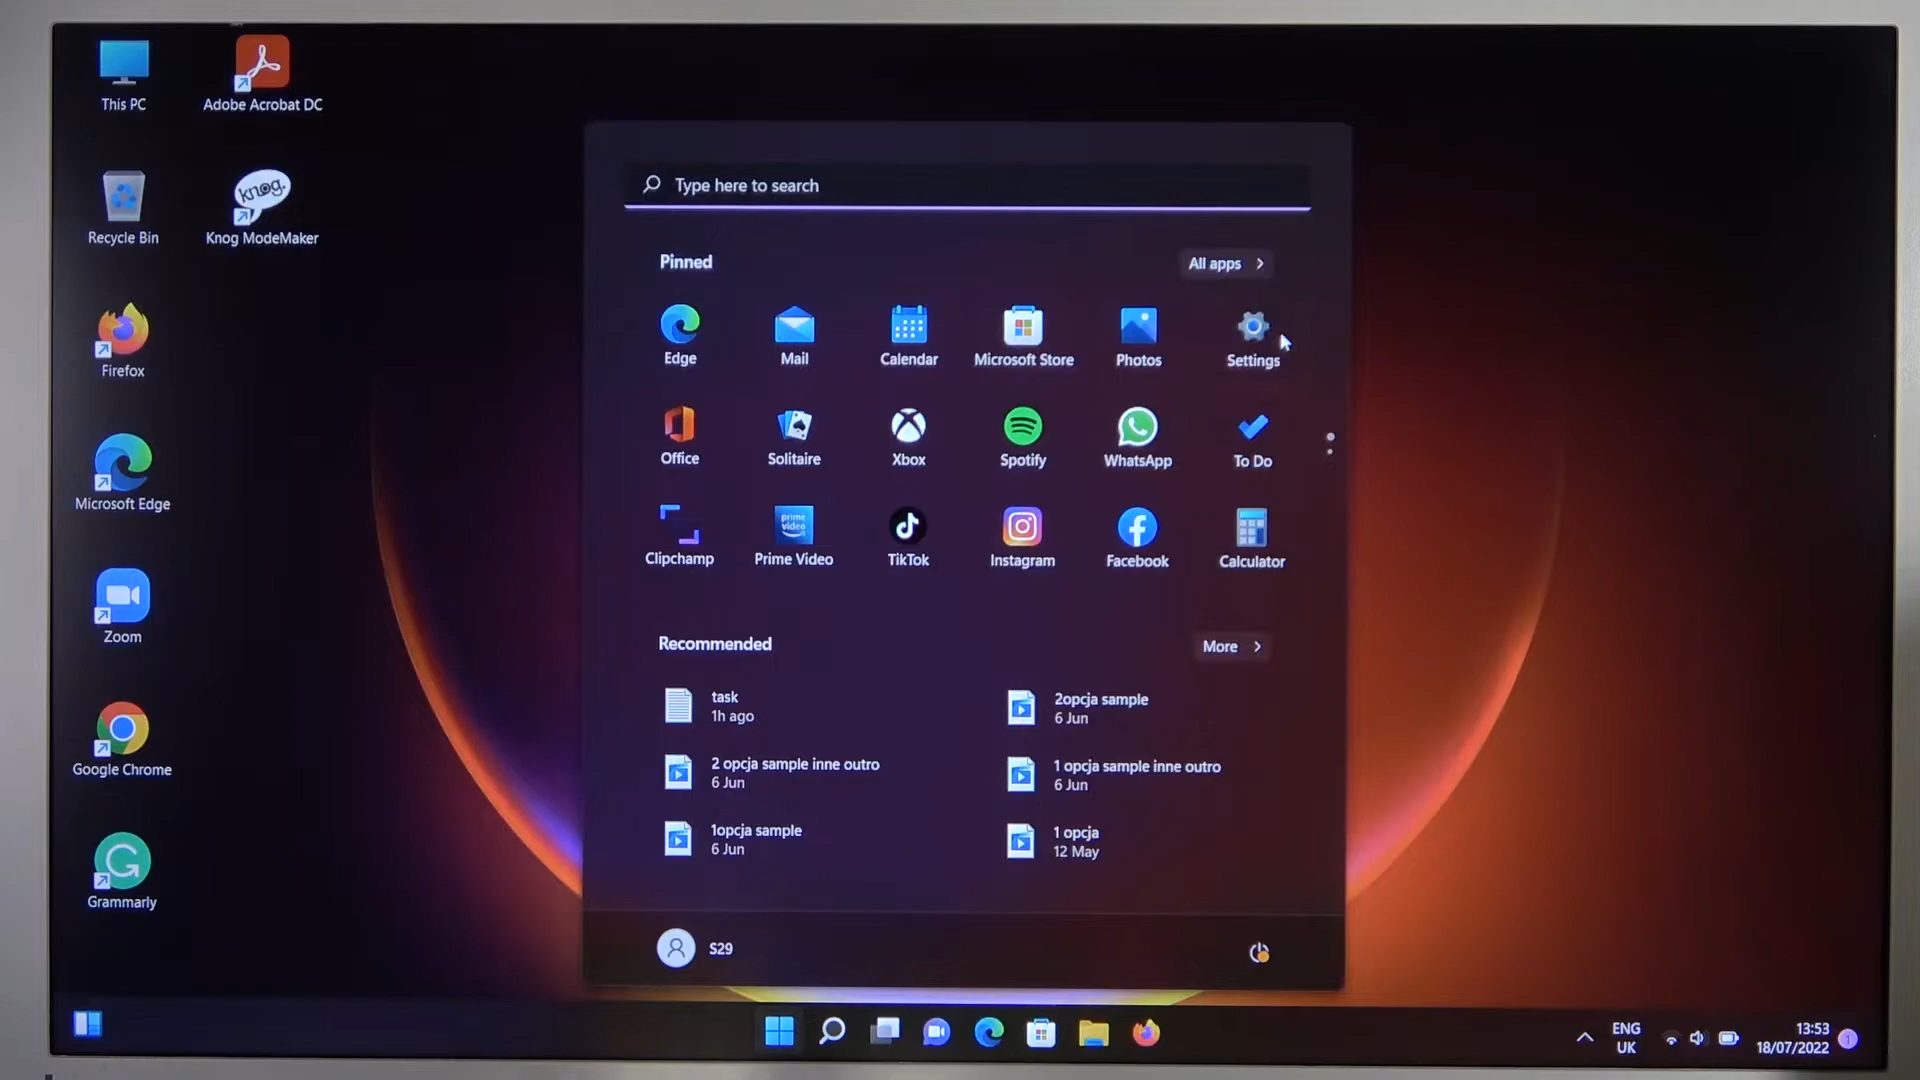 This PC
Adobe Acrobat DC
Recycle Bin
knog.
Knog ModeMaker
Firefox
Microsoft Edge
Zoom
Google Chrome
Grammarly
Type here to search
Pinned
All apps
Edge
Mail
Calendar
Microsoft Store
Photos
Settings
Office
Solitaire
Xbox
Spotify
WhatsApp
To Do
Clipchamp
prime video
Prime Video
TikTok
Instagram
Facebook
Calculator
Recommended
More
task
1h ago
2opcja sample
6 Jun
2 opcja sample inne outro
6 Jun
1 opcja sample inne outro
6 Jun
1opcja sample
6 Jun
1 opcja
12 May
S29
ENG
UK
13:53
18/07/2022
1